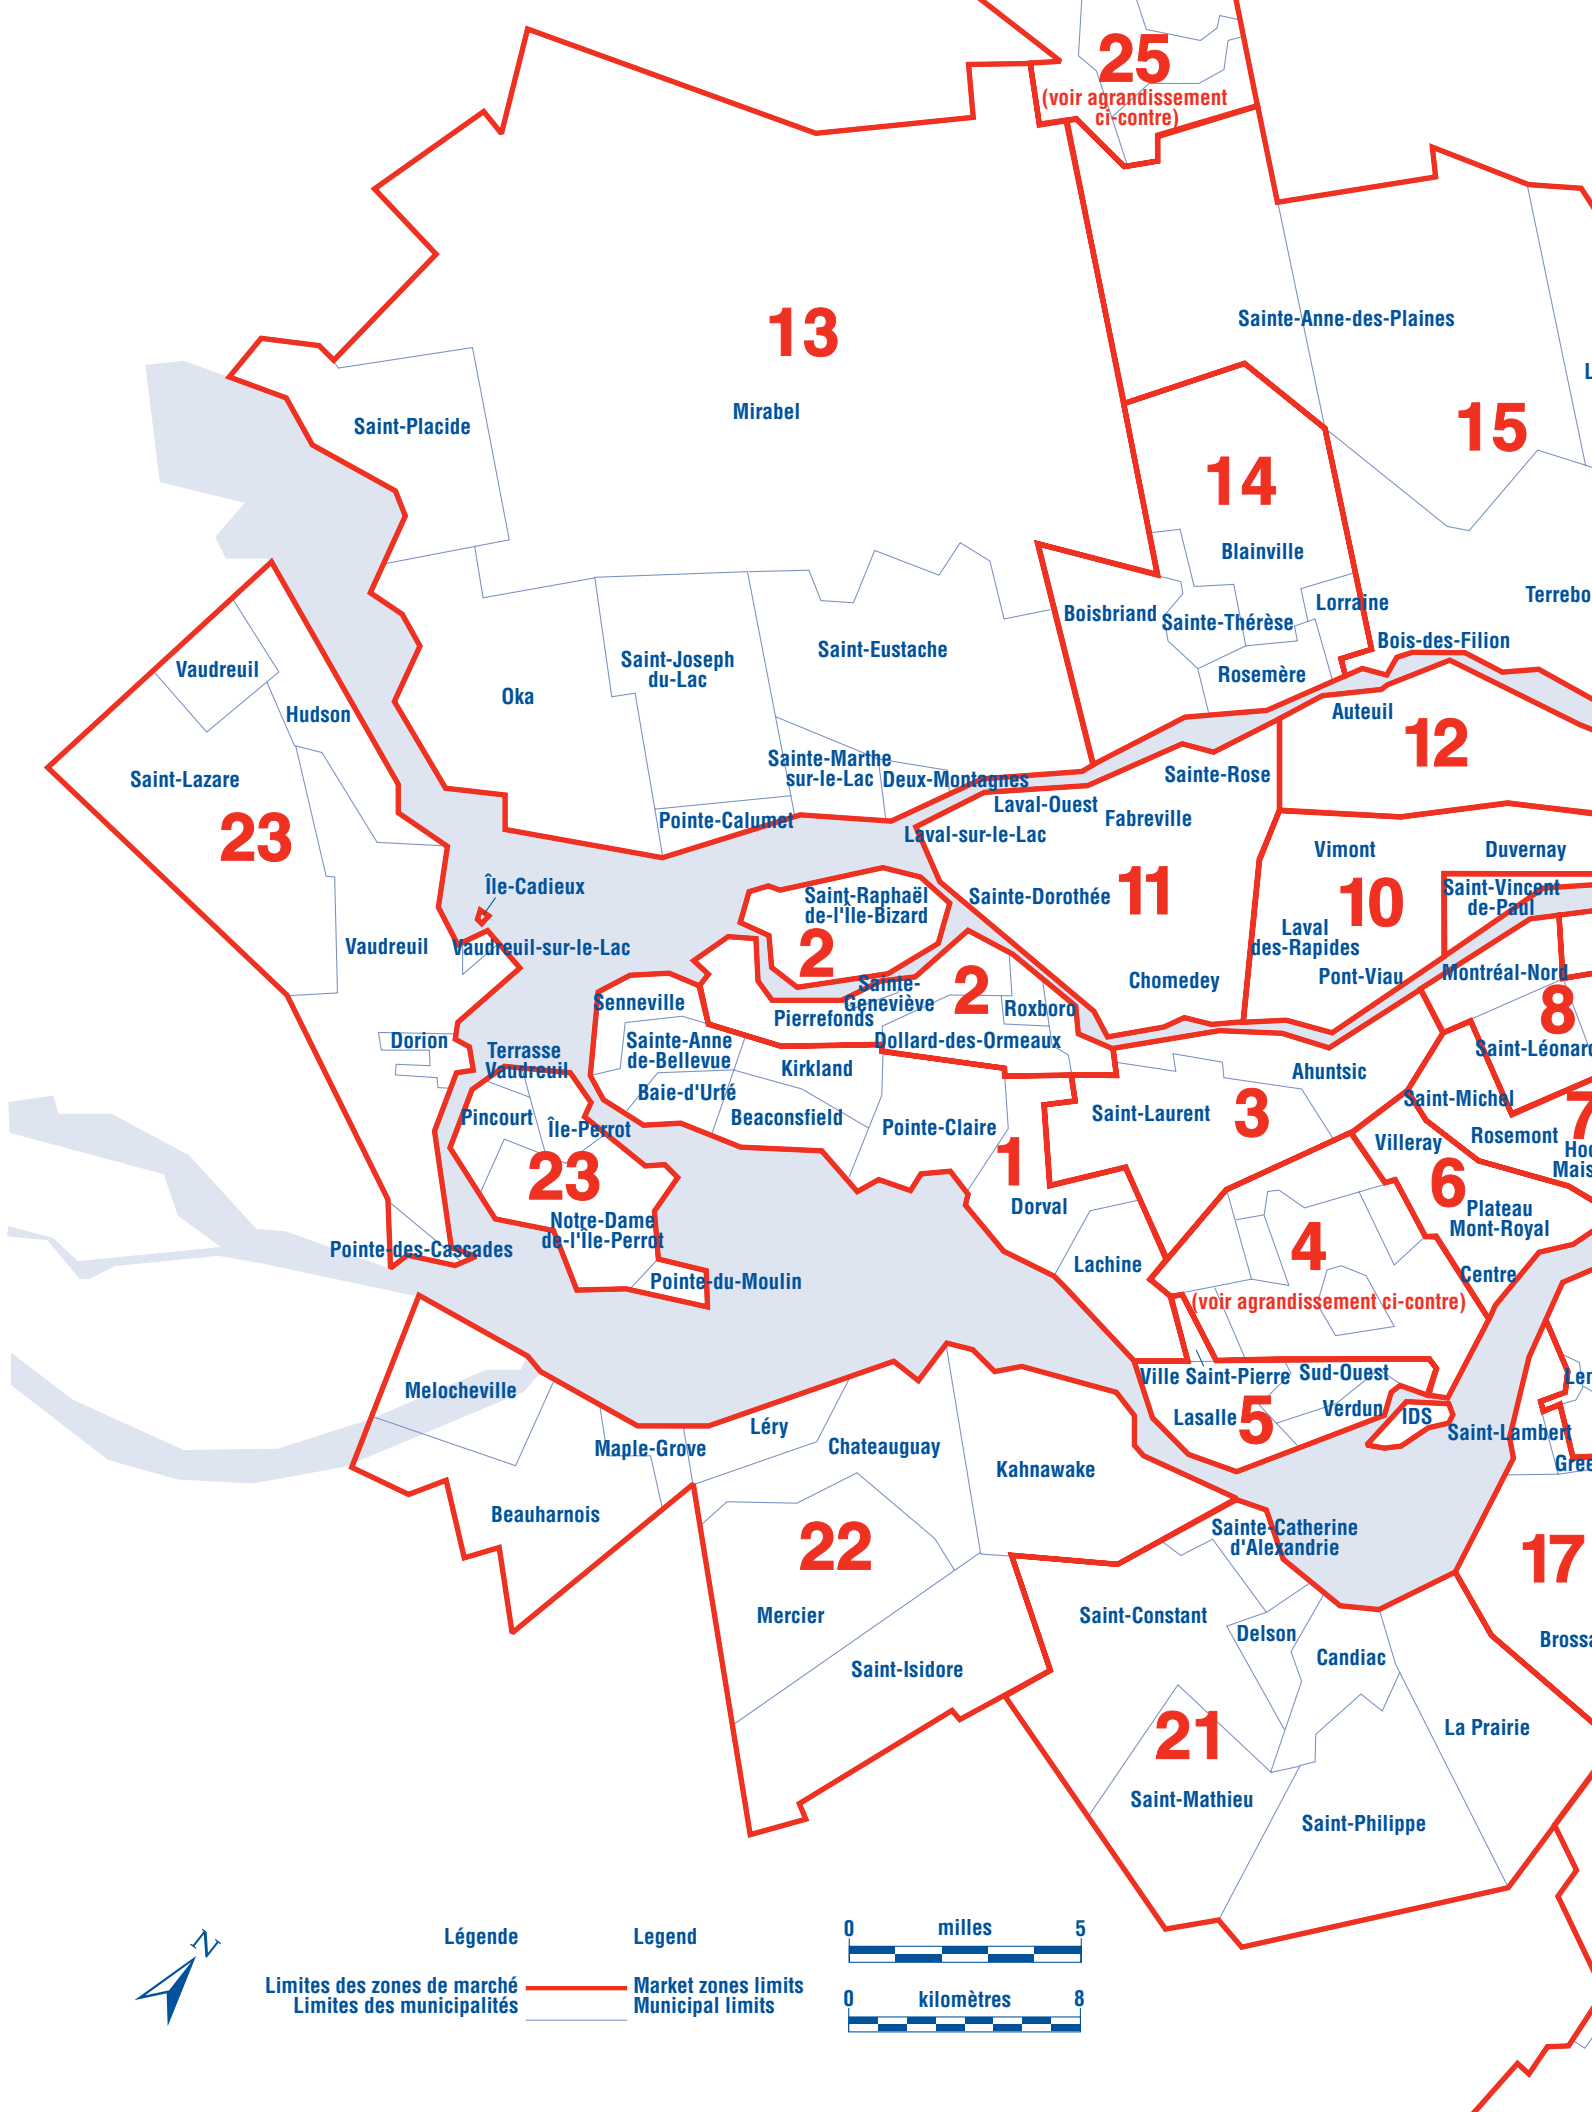 25
(voir agrandissement
ci-contre)
13
Sainte-Anne-des-Plaines
Mirabel
Saint-Placide
15
14
Blainville
Terrebo
Lorraine
Boisbriand
Sainte-Thérèse
Bois-des-Filion
Saint-Eustache
Saint-Joseph
du-Lac
Rosemère
Vaudreuil
Oka
Hudson
Auteuil
12
Saint-Lazare
Sainte-Marthe
sur-le-Lac
Deux-Montagnes
Sainte-Rose
Laval-Ouest
Fabreville
Pointe-Calumet
Laval-sur-le-Lac
23
Vimont
Duvernay
Île-Cadieux
Saint-Raphaël
de-l'Île-Bizard
Sainte-Dorothée
11
10
Saint-Vincent
de-Paul
Laval
des-Rapides
Vaudreuil
Vaudreuil-sur-le-Lac
2
Chomedey
Pont-Viau
Montréal-Nord
Sainte-
Geneviève
2
Senneville
Pierrefonds
Roxboro
8
Dorion
Terrasse
Vaudreuil
Sainte-Anne
de-Bellevue
Dollard-des-Ormeaux
Saint-Léonard
Kirkland
Ahuntsic
Baie-d'Urfé
Saint-Michel
7
Pincourt
Île-Perrot
Beaconsfield
Pointe-Claire
Saint-Laurent
3
Villeray
Rosemont
Hoc
Mais
23
1
6
Dorval
Plateau
Mont-Royal
Notre-Dame
de-l'Île-Perrot
4
Pointe-des-Cascades
Lachine
Centre
Pointe-du-Moulin
(voir agrandissement ci-contre)
Melocheville
Ville Saint-Pierre
Sud-Ouest
Len
Lasalle
5
Verdun
IDS
Saint-Lambert
Léry
Maple-Grove
Chateauguay
Gree
Kahnawake
Beauharnois
Sainte-Catherine
d'Alexandrie
22
17
Mercier
Saint-Constant
Delson
Brossa
Candiac
Saint-Isidore
21
La Prairie
Saint-Mathieu
Saint-Philippe
N
Légende
Legend
0 milles 5
Limites des zones de marché
Market zones limits
Limites des municipalités
Municipal limits
0 kilomètres 8